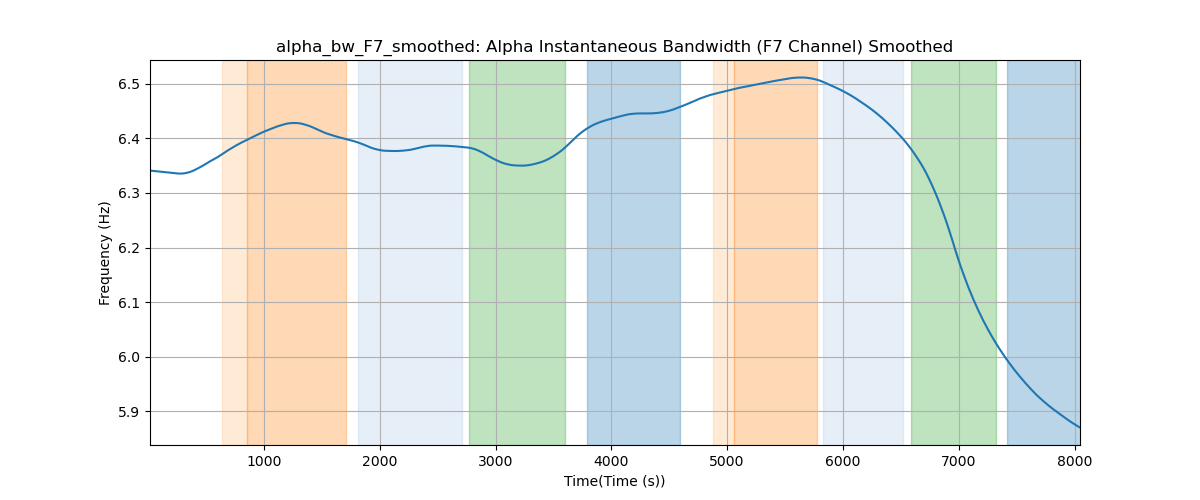 alpha_bw_F7_smoothed: Alpha Instantaneous Bandwidth (F7 Channel) Smoothed
Frequency (Hz)
6.5
6.4
6.3
6.2
6.1
6.0
5.9
1000 2000 3000 4000 5000 6000 7000 8000
Time(Time (s))